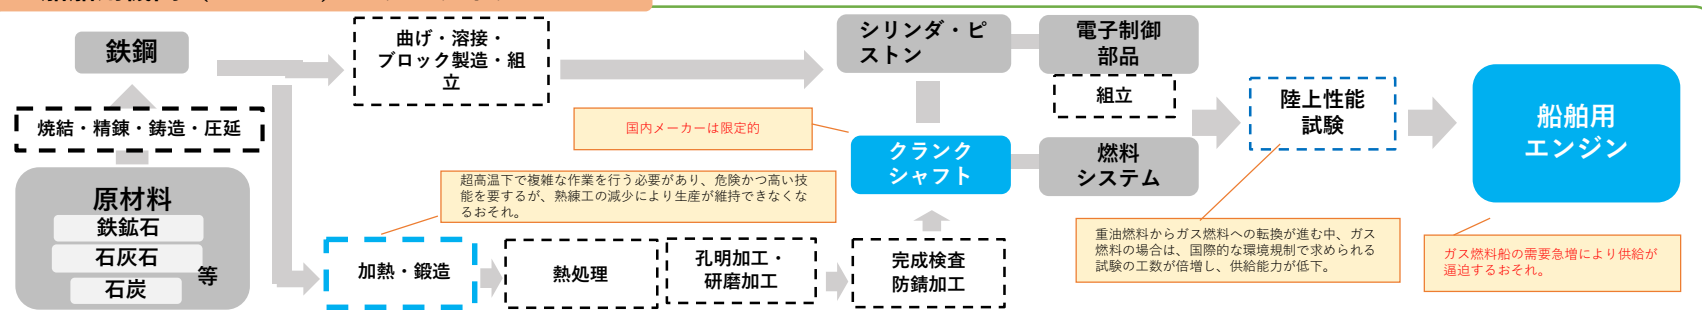 鉄鋼
焼結・精錬・鋳造・圧延
原材料
鉄鉱石
石灰石
石炭
等
曲げ・溶接・
ブロック製造・組
立
シリンダ・ピ
ストン
電子制御
部品
組立
国内メーカーは限定的
クランク
シャフト
燃料
システム
陸上性能
試験
船舶用
エンジン
超高温下で複雑な作業を行う必要があり、危険かつ高い技
能を要するが、熟練工の減少により生産が維持できなくな
るおそれ。
加熱・鍛造
熱処理
孔明加工・
研磨加工
完成検査
防錆加工
重油燃料からガス燃料への転換が進む中、ガス
燃料の場合は、国際的な環境規制で求められる
試験の工数が倍増し、供給能力が低下。
ガス燃料船の需要急増により供給が
逼迫するおそれ。